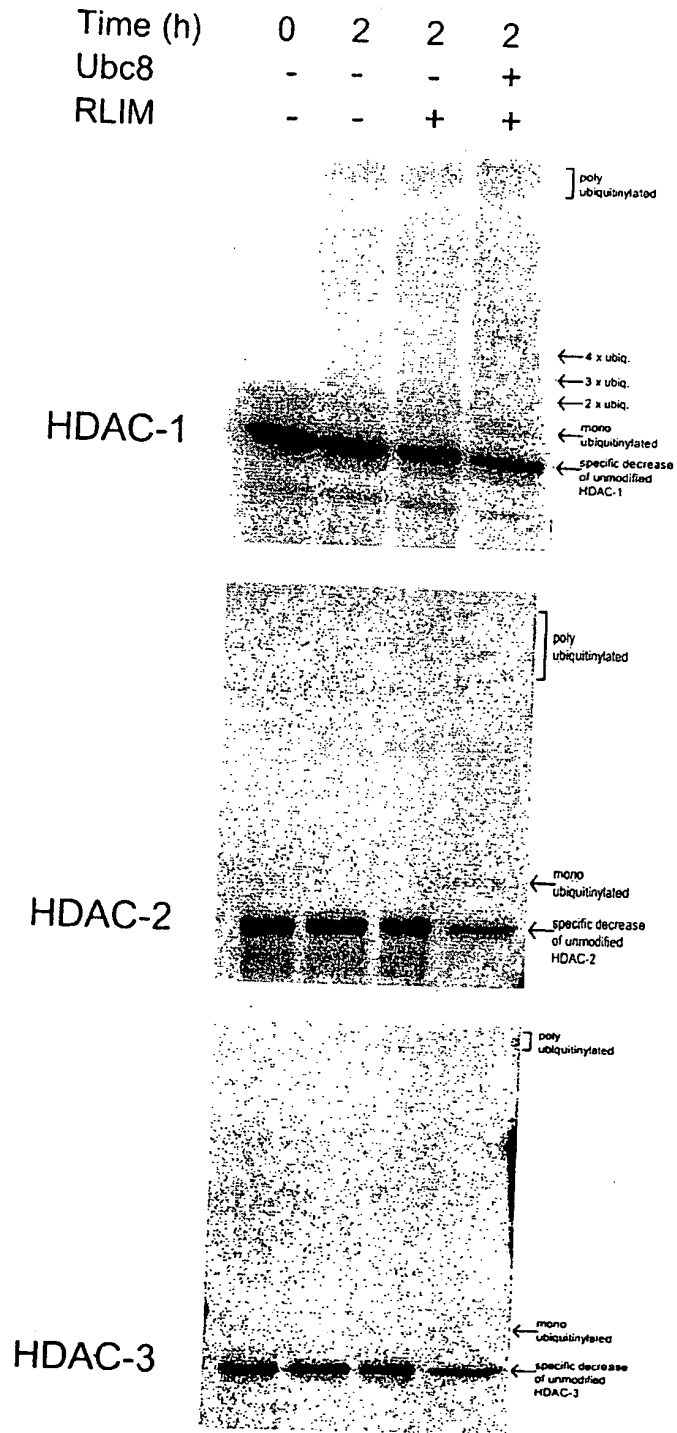 Time (h) 0 2 2 2
Ubc8 - - - +
RLIM - - + +
poly
ubiquitinylated
4 x ubiq.
3 x ubiq.
2 x ubiq.
HDAC-1
mono
ubiquitinylated
specific decrease
of unmodified
HDAC-1
poly
ubiquitinylated
mono
ubiquitinylated
HDAC-2
specific decrease
of unmodified
HDAC-2
poly
ubiquitinylated
mono
ubiquitinylated
HDAC-3
specific decrease
of unmodified
HDAC-3